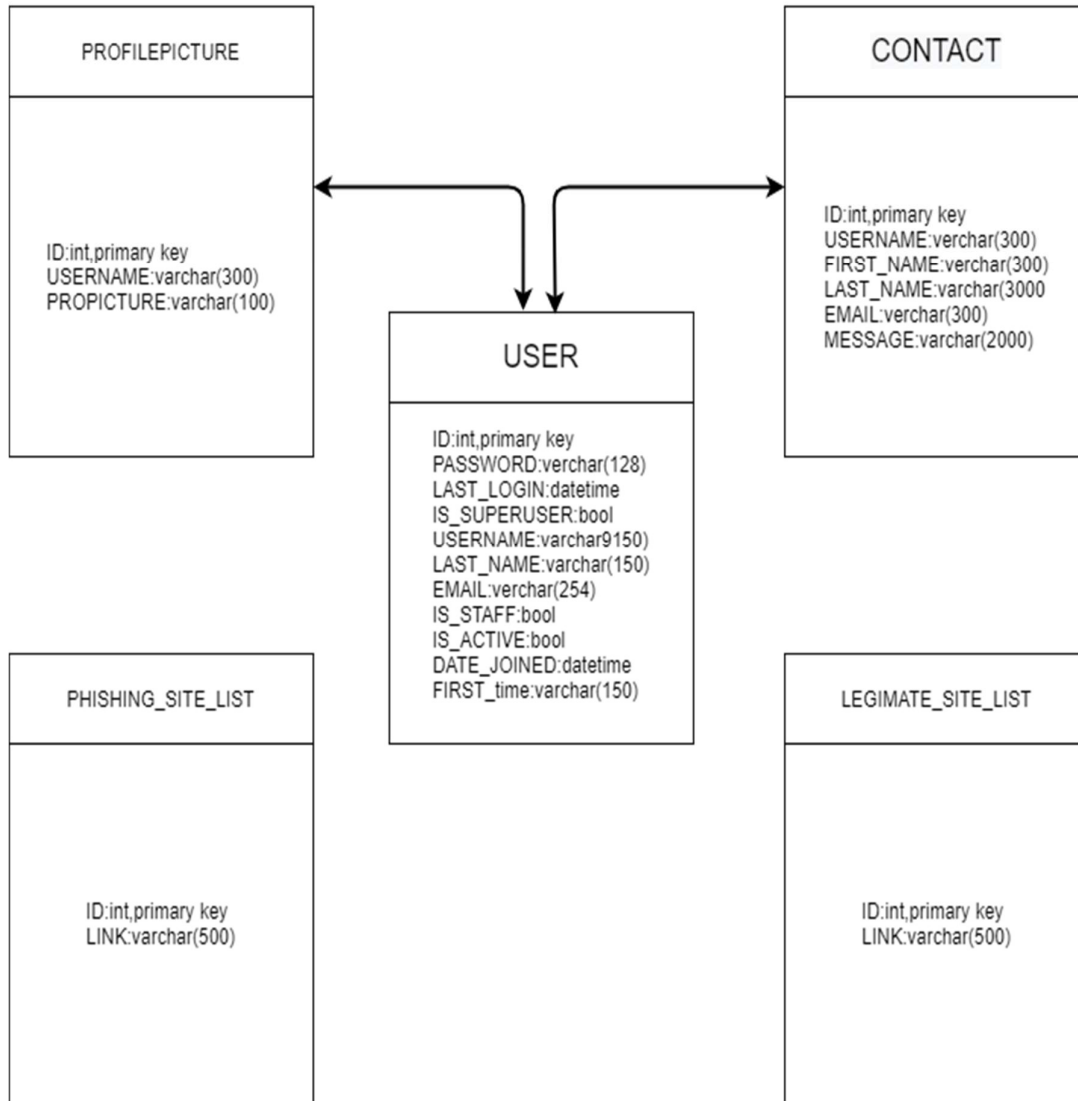 PROFILEPICTURE
ID:int,primary key
USERNAME:varchar(300)
PROPICTURE:varchar(100)
CONTACT
ID:int,primary key
USERNAME:verchar(300)
FIRST_NAME:verchar(300)
LAST_NAME:varchar(3000
EMAIL:verchar(300)
MESSAGE:varchar(2000)
USER
ID:int,primary key
PASSWORD:verchar(128)
LAST_LOGIN:datetime
IS_SUPERUSER:bool
USERNAME:varchar9150)
LAST_NAME:varchar(150)
EMAIL:verchar(254)
IS_STAFF:bool
IS_ACTIVE:bool
DATE_JOINED:datetime
FIRST_time:varchar(150)
PHISHING_SITE_LIST
ID:int,primary key
LINK:varchar(500)
LEGIMATE_SITE_LIST
ID:int,primary key
LINK:varchar(500)